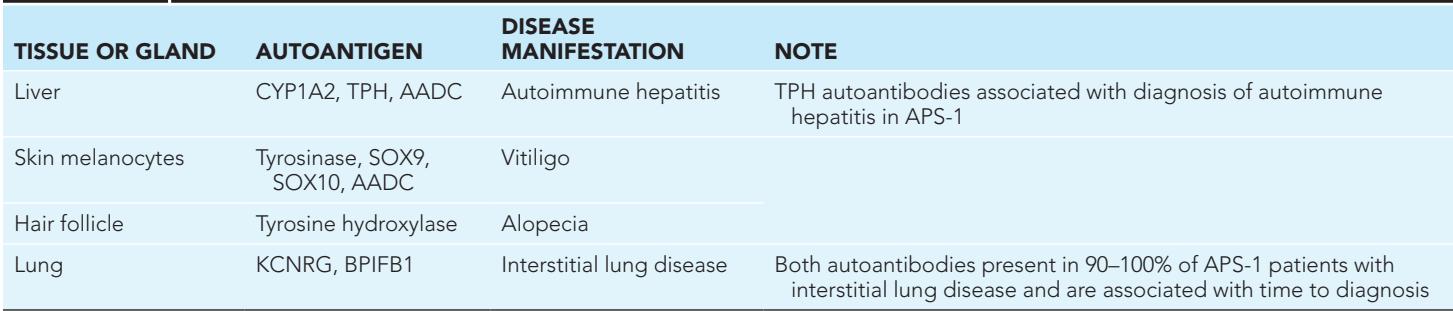 DISEASE
TISSUE OR GLAND AUTOANTIGEN MANIFESTATION NOTE
Liver CYP1A2, TPH, AADC Autoimmune hepatitis TPH autoantibodies associated with diagnosis of autoimmune
hepatitis in APS-1
Skin melanocytes Tyrosinase, SOX9, Vitiligo
SOX10, AADC
Hair follicle Tyrosine hydroxylase Alopecia
Lung KCNRG, BPIFB1 Interstitial lung disease Both autoantibodies present in 90–100% of APS-1 patients with
interstitial lung disease and are associated with time to diagnosis